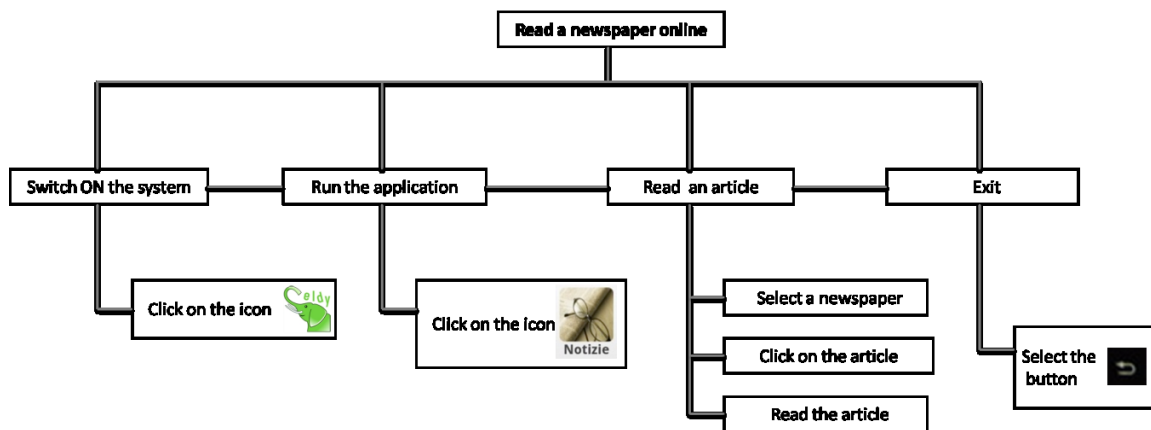 Read a newspaper online
Switch ON the system
Run the application
Read an article
Exit
Click on the icon
eldy
Click on the icon
Notizie
Select a newspaper
Click on the article
Read the article
Select the
button